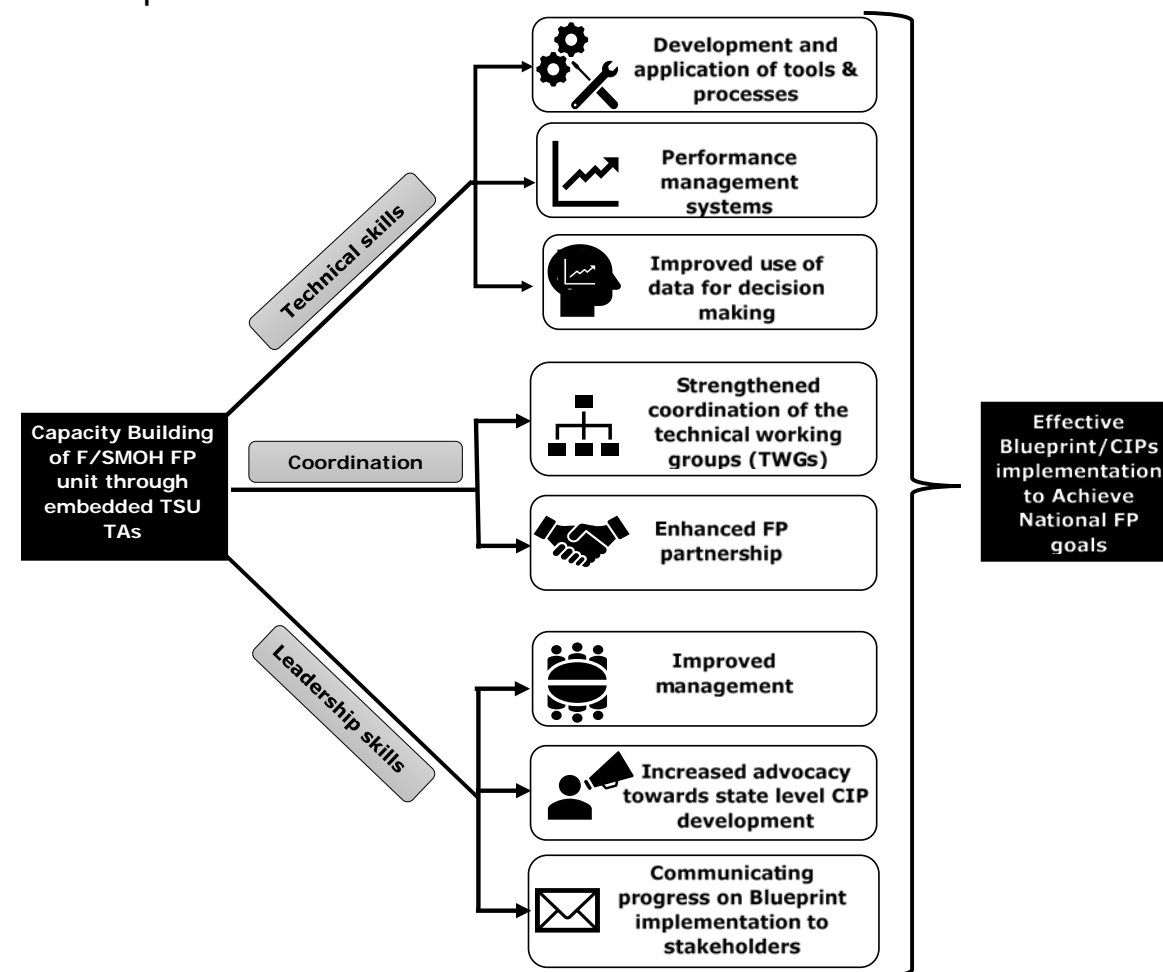 Development and
application of tools &
processes
Performance
management
systems
Technical skills
Improved use of
data for decision
making
Strengthened
coordination of the
technical working
groups (TWGs)
Capacity Building
of F/SMOH FP
unit through
embedded TSU
TAs
Coordination
Effective
Blueprint/CIPs
implementation
to Achieve
National FP
goals
Enhanced FP
partnership
Leadership skills
Improved
management
Increased advocacy
towards state level CIP
development
Communicating
progress on Blueprint
implementation to
stakeholders